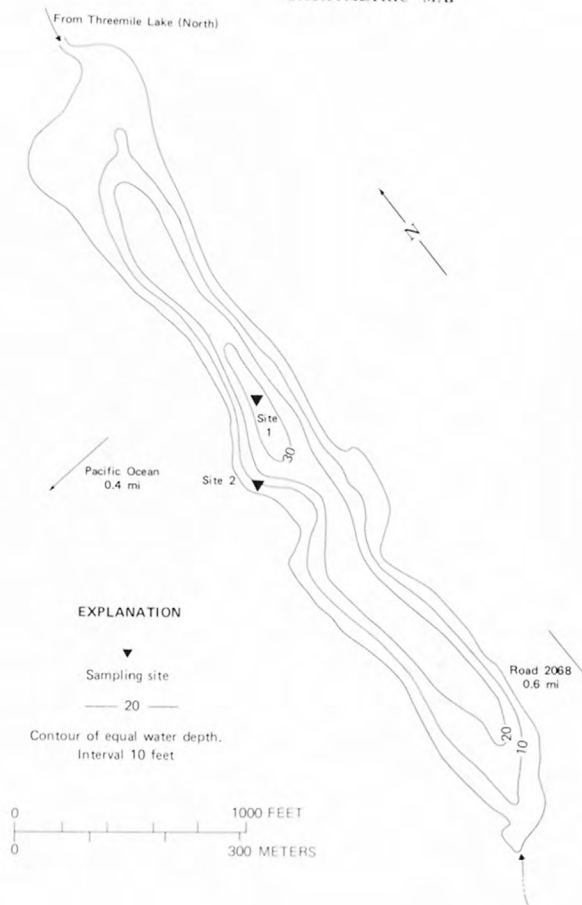 From Threemile Lake (North)
N
Site
1
30
Pacific Ocean
0.4 mi
Site 2
EXPLANATION
Sampling site
20
Contour of equal water depth.
Interval 10 feet
Road 2068
0.6 mi
20
10
0 1000 FEET
0 300 METERS